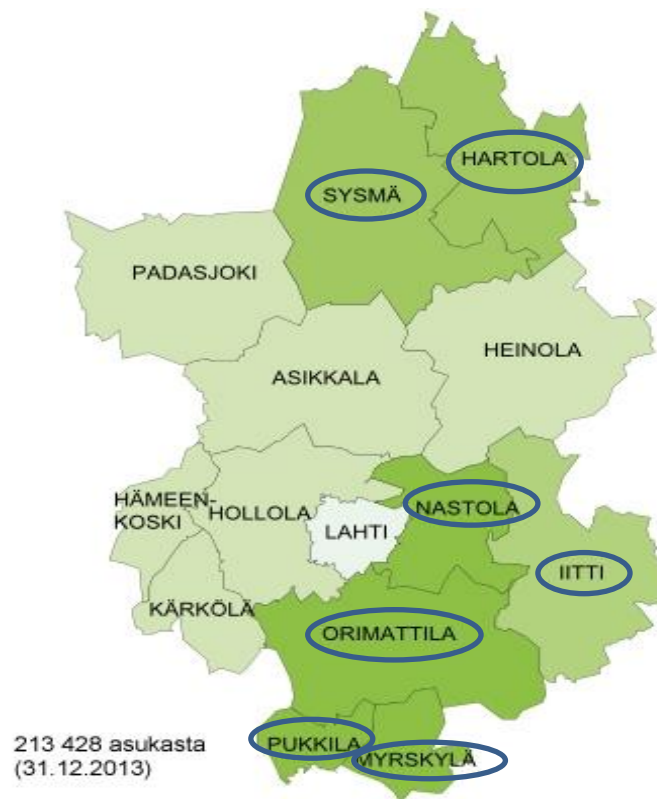 HARTOLA
SYSMÄ
PADASJOKI
HEINOLA
ASIKKALA
HÄMEEN-
KOSKI
HOLLOLA
NASTOLA
LAHTI
IITTI
KÄRKÖLÄ
ORIMATTILA
PUKKILA
MYRSKYLÄ
213 428 asukasta
(31.12.2013)